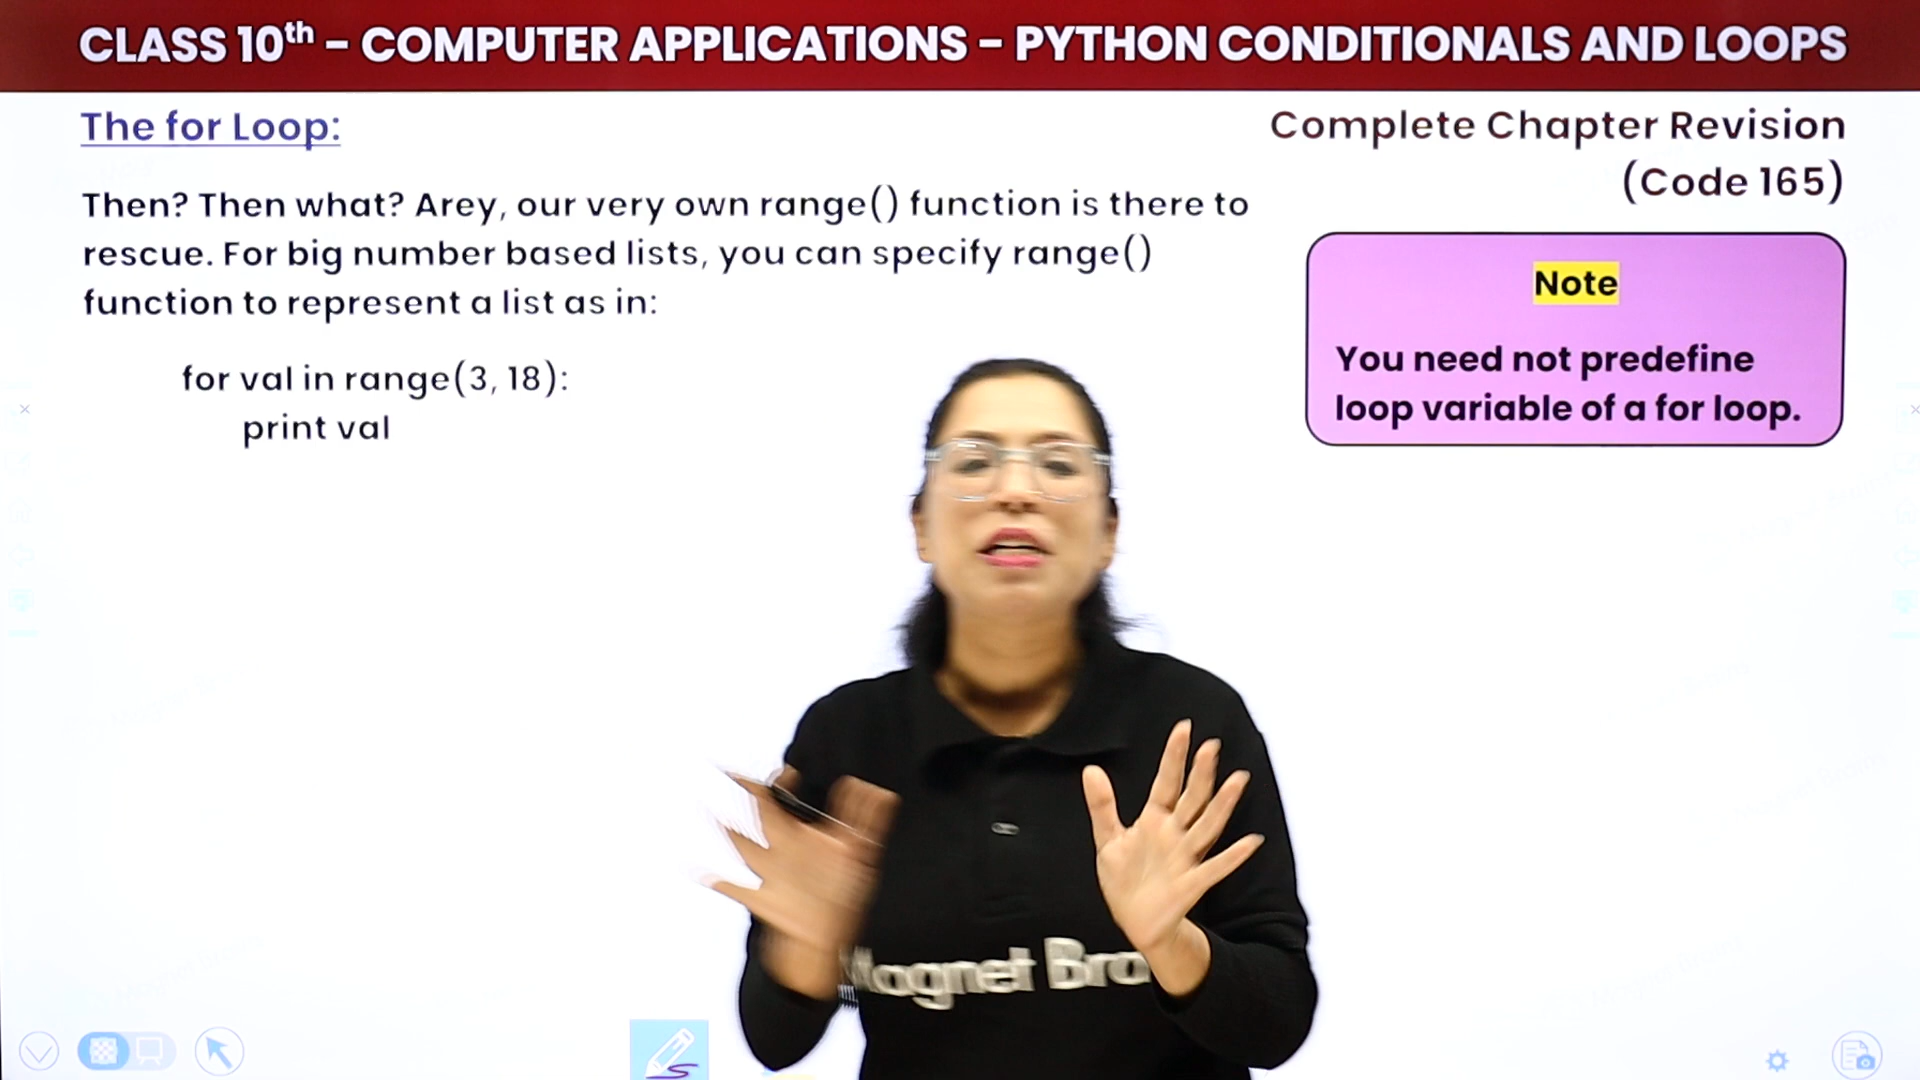 CLASS 10th – COMPUTER APPLICATIONS – PYTHON CONDITIONALS AND LOOPS
The for Loop:
Complete Chapter Revision
(Code 165)
Then? Then what? Arey, our very own range() function is there to
rescue. For big number based lists, you can specify range()
function to represent a list as in:
for val in range(3, 18):
print val
Note
You need not predefine
loop variable of a for loop.
Magnet Bra